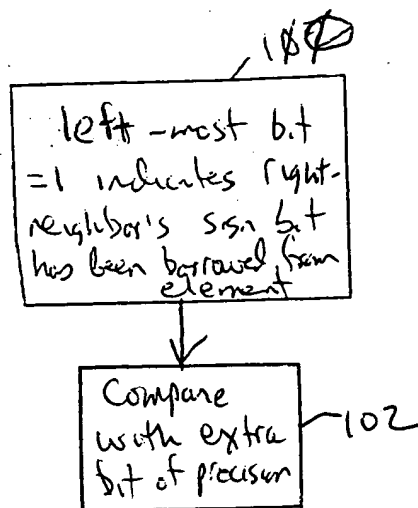 100
left-most bit
=1 indicates right-
neighbor's sign bit
has been borrowed from
element
Compare
with extra
bit of precision
102